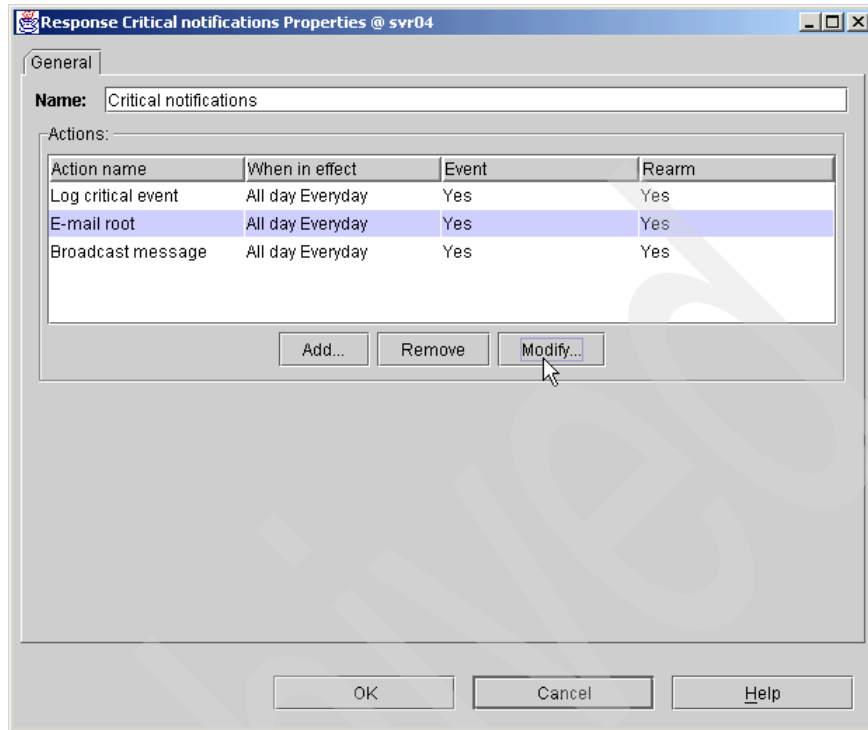 Response Critical notifications Properties @ svr04
General
Name: Critical notifications
Actions:
Action name When in effect Event Rearm
Log critical event All day Everyday Yes Yes
E-mail root All day Everyday Yes Yes
Broadcast message All day Everyday Yes Yes
Add... Remove Modify...
OK Cancel Help